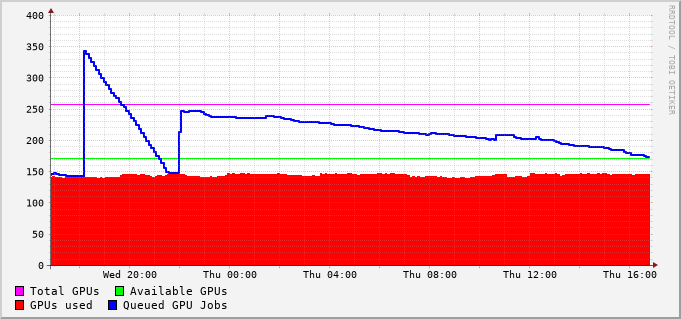 400
350
300
250
200
150
100
50
0
Wed 20:00 Thu 00:00 Thu 04:00 Thu 08:00 Thu 12:00 Thu 16:00
Total GPUs Available GPUs
GPUs used Queued GPU Jobs
RRDTOOL / TOBI OETIKER